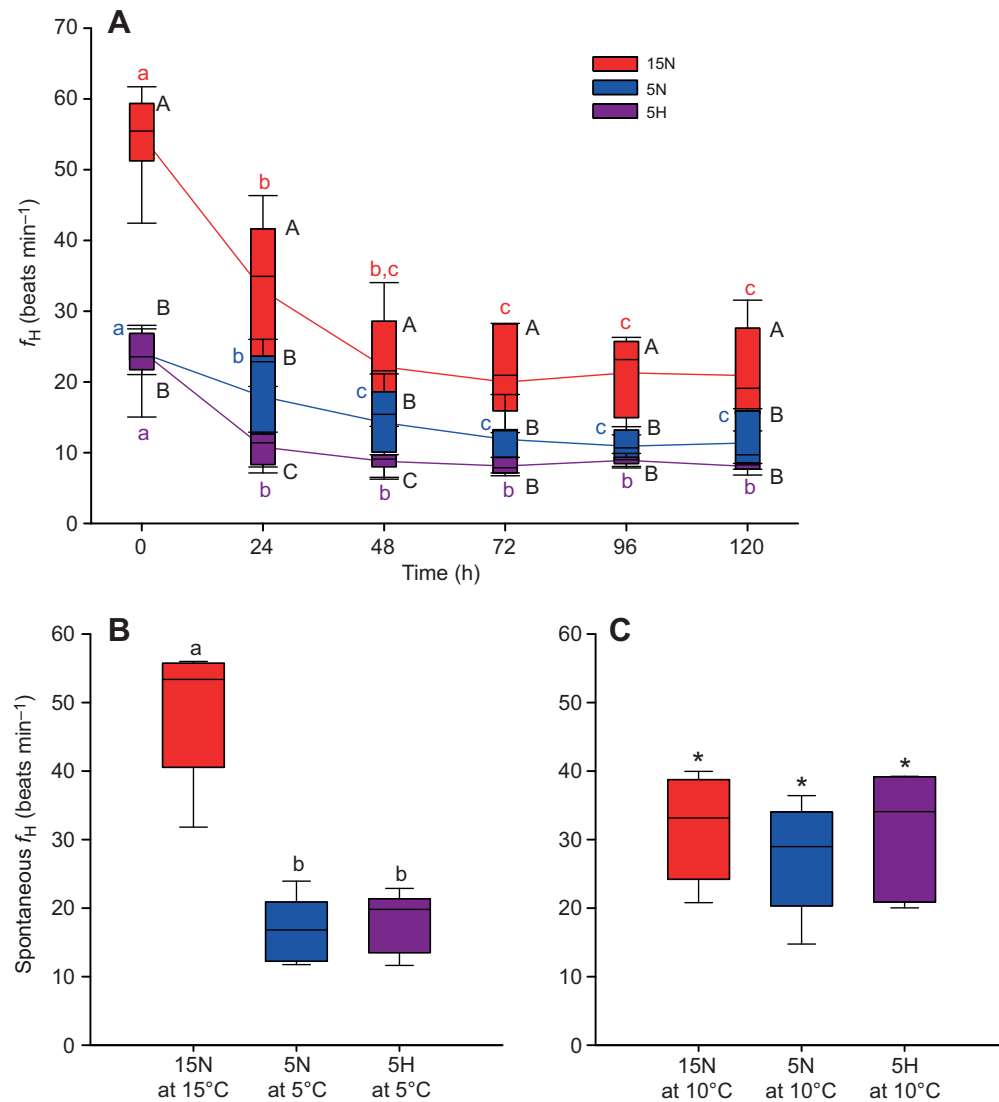 A
70
60
50
40
30
20
10
0
f_H (beats min⁻¹)
15N
5N
5H
a
A
B
a
B
a
b
A
b
B
C
b
b,c
A
c
B
C
b
c
A
c
B
B
b
c
A
c
B
B
b
c
A
c
B
B
b
0 24 48 72 96 120
Time (h)
B
60
50
40
30
20
10
0
Spontaneous f_H (beats min⁻¹)
a
b
b
15N 5N 5H
at 15°C at 5°C at 5°C
C
60
50
40
30
20
10
0
*
*
*
15N 5N 5H
at 10°C at 10°C at 10°C